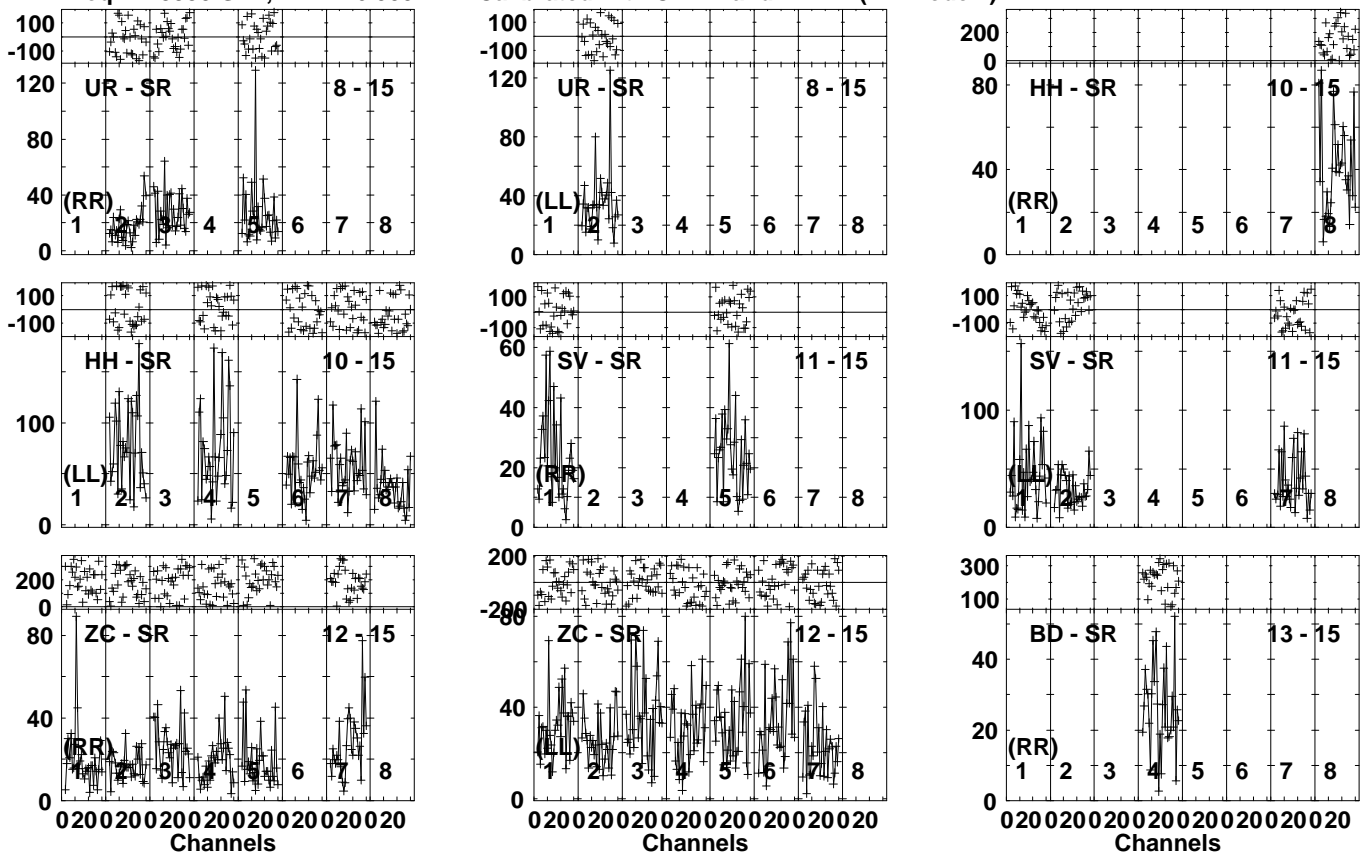 100
-100
120
80
40
0
UR - SR 8 - 15
(RR)
1 2 3 4 5 6 7 8
100
-100
120
80
40
0
UR - SR 8 - 15
(LL)
1 2 3 4 5 6 7 8
200
0
80
40
0
HH - SR 10 - 15
(RR)
1 2 3 4 5 6 7 8
100
-100
100
0
HH - SR 10 - 15
(LL)
1 2 3 4 5 6 7 8
100
-100
60
40
20
0
SV - SR 11 - 15
(RR)
1 2 3 4 5 6 7 8
100
-100
100
0
SV - SR 11 - 15
(LL)
1 2 3 4 5 6 7 8
200
0
80
40
0
ZC - SR 12 - 15
(RR)
1 2 3 4 5 6 7 8
020020020020020020020020
Channels
200
-200
80
40
0
ZC - SR 12 - 15
(LL)
1 2 3 4 5 6 7 8
020020020020020020020020
Channels
300
100
40
20
0
BD - SR 13 - 15
(RR)
1 2 3 4 5 6 7 8
020020020020020020020020
Channels